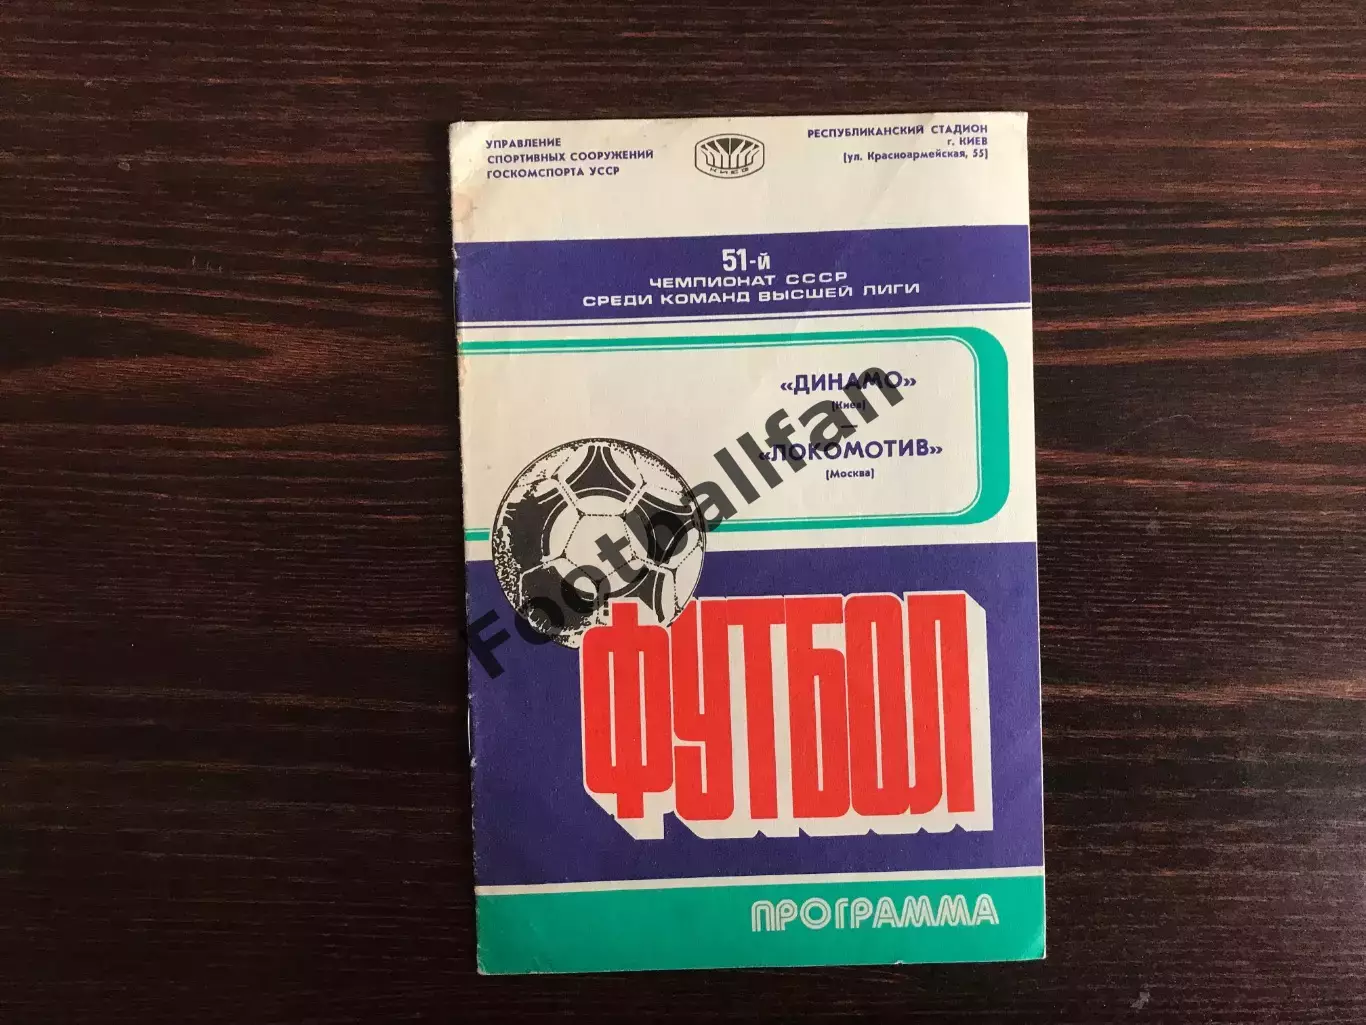 УПРАВЛЕНИЕ
СПОРТИВНЫХ СООРУЖЕНИЙ
ГОСКОМСПОРТА УССР
КИЕВ
РЕСПУБЛИКАНСКИЙ СТАДИОН
г. КИЕВ
(ул. Красноармейская, 55)
51-й
ЧЕМПИОНАТ СССР
СРЕДИ КОМАНД ВЫСШЕЙ ЛИГИ
«ДИНАМО»
(Киев)
—
«ЛОКОМОТИВ»
(Москва)
Footballfan
ФУТБОЛ
ПРОГРАММА